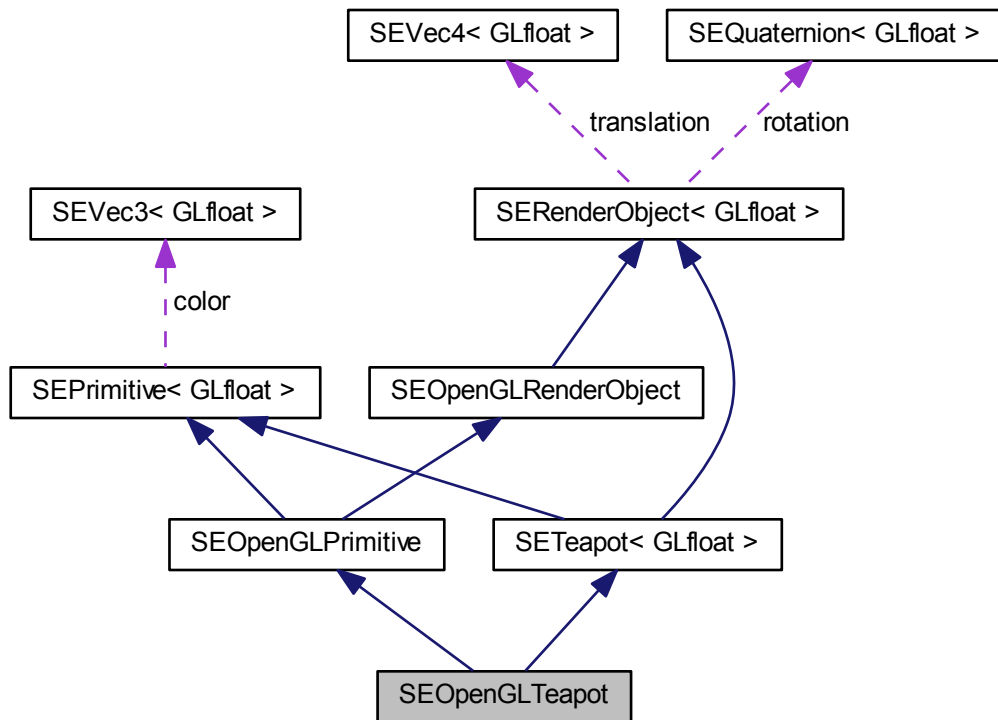 SEVec4< GLfloat >
SEQuaternion< GLfloat >
translation
rotation
SEVec3< GLfloat >
SERenderObject< GLfloat >
color
SEPrimitive< GLfloat >
SEOpenGLRenderObject
SEOpenGLPrimitive
SETeapot< GLfloat >
SEOpenGLTeapot